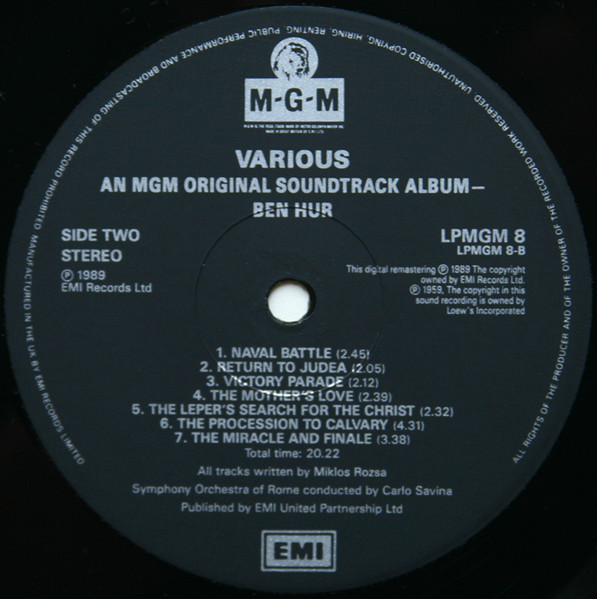 M-G-M
VARIOUS
AN MGM ORIGINAL SOUNDTRACK ALBUM—
BEN HUR
SIDE TWO
STEREO
℗ 1989
EMI Records Ltd
LPMGM 8
LPMGM 8-B
This digital remastering ℗ 1989 The copyright
owned by EMI Records Ltd.
℗ 1959, The copyright in this
sound recording is owned by
Loew's Incorporated
1. NAVAL BATTLE (2.45)
2. RETURN TO JUDEA (2.05)
3. VICTORY PARADE (2.12)
4. THE MOTHER'S LOVE (2.39)
5. THE LEPER'S SEARCH FOR THE CHRIST (2.32)
6. THE PROCESSION TO CALVARY (4.31)
7. THE MIRACLE AND FINALE (3.38)
Total time: 20.22
All tracks written by Miklos Rozsa
Symphony Orchestra of Rome conducted by Carlo Savina
Published by EMI United Partnership Ltd
EMI
ALL RIGHTS OF THE PRODUCER AND OF THE OWNER OF THE RECORDED WORK RESERVED UNAUTHORISED COPYING, HIRING, RENTING, PUBLIC PERFORMANCE AND BROADCASTING OF THIS RECORD PROHIBITED MANUFACTURED IN THE UK BY EMI RECORDS LIMITED